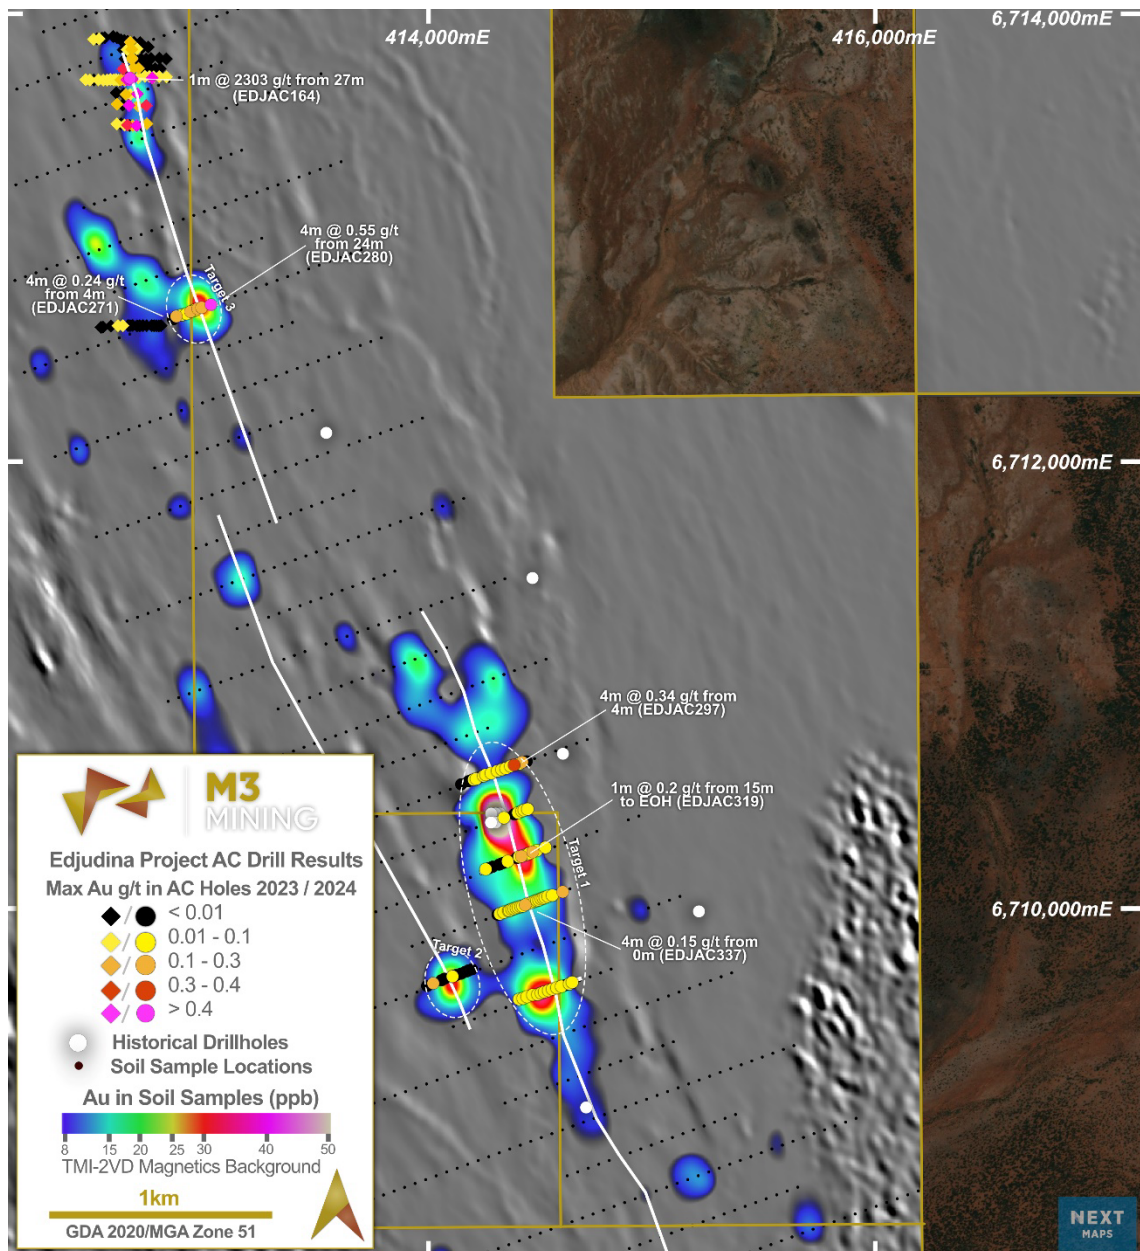 6,714,000mE
414,000mE
416,000mE
1m @ 2303 g/t from 27m
(EDJAC164)
4m @ 0.55 g/t
from 24m
(EDJAC280)
Target 3
4m @ 0.24 g/t
from 4m
(EDJAC271)
6,712,000mE
4m @ 0.34 g/t from
4m (EDJAC297)
1m @ 0.2 g/t from 15m
to EOH (EDJAC319)
Target 1
6,710,000mE
4m @ 0.15 g/t from
0m (EDJAC337)
Target 2
M3
MINING
Edjudina Project AC Drill Results
Max Au g/t in AC Holes 2023 / 2024
/ < 0.01
/ 0.01 - 0.1
/ 0.1 - 0.3
/ 0.3 - 0.4
/ > 0.4
Historical Drillholes
Soil Sample Locations
Au in Soil Samples (ppb)
8 15 20 25 30 40 50
TMI-2VD Magnetics Background
1km
GDA 2020/MGA Zone 51
NEXT
MAPS